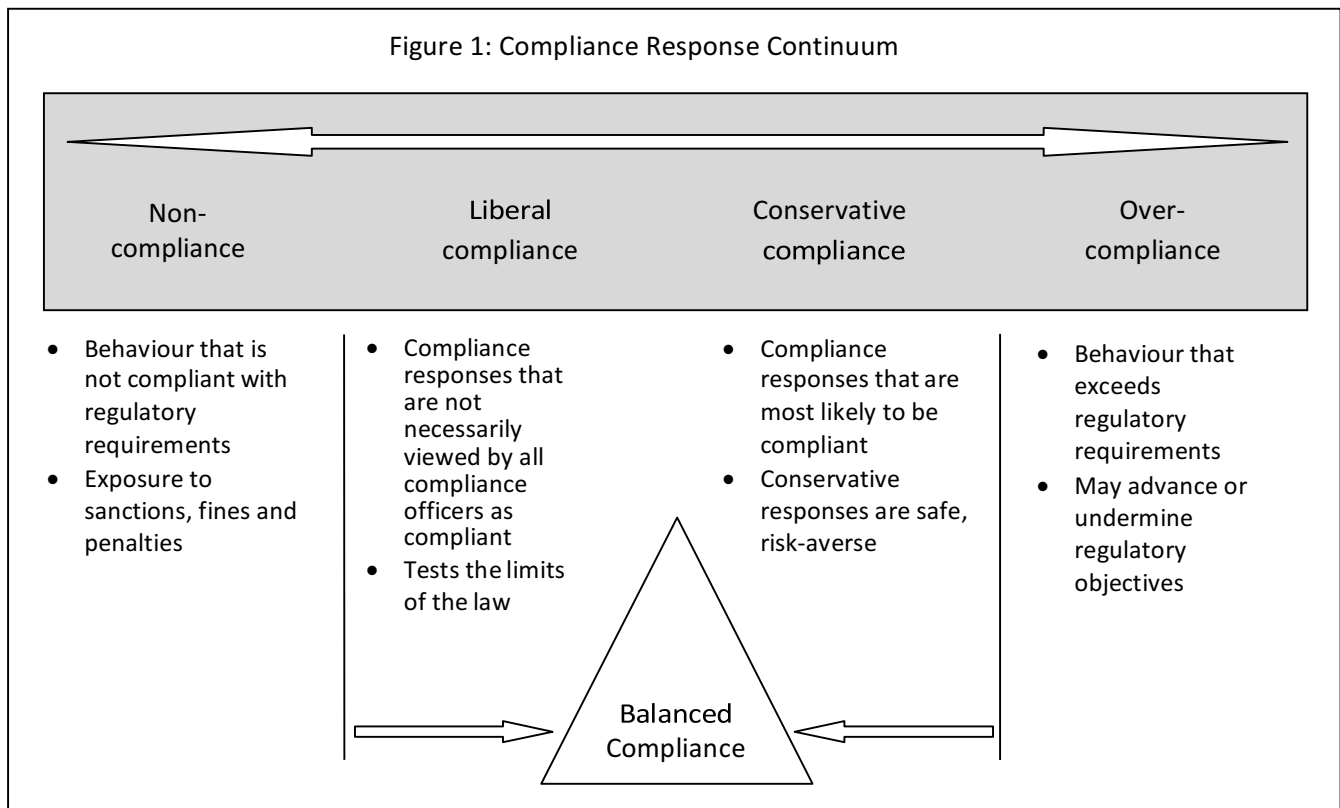 Figure 1: Compliance Response Continuum
Non-
compliance
Liberal
compliance
Conservative
compliance
Over-
compliance
• Behaviour that is
not compliant with
regulatory
requirements
• Exposure to
sanctions, fines and
penalties
• Compliance
responses that
are not
necessarily
viewed by all
compliance
officers as
compliant
• Tests the limits
of the law
• Compliance
responses that are
most likely to be
compliant
• Conservative
responses are safe,
risk-averse
• Behaviour that
exceeds
regulatory
requirements
• May advance or
undermine
regulatory
objectives
Balanced
Compliance